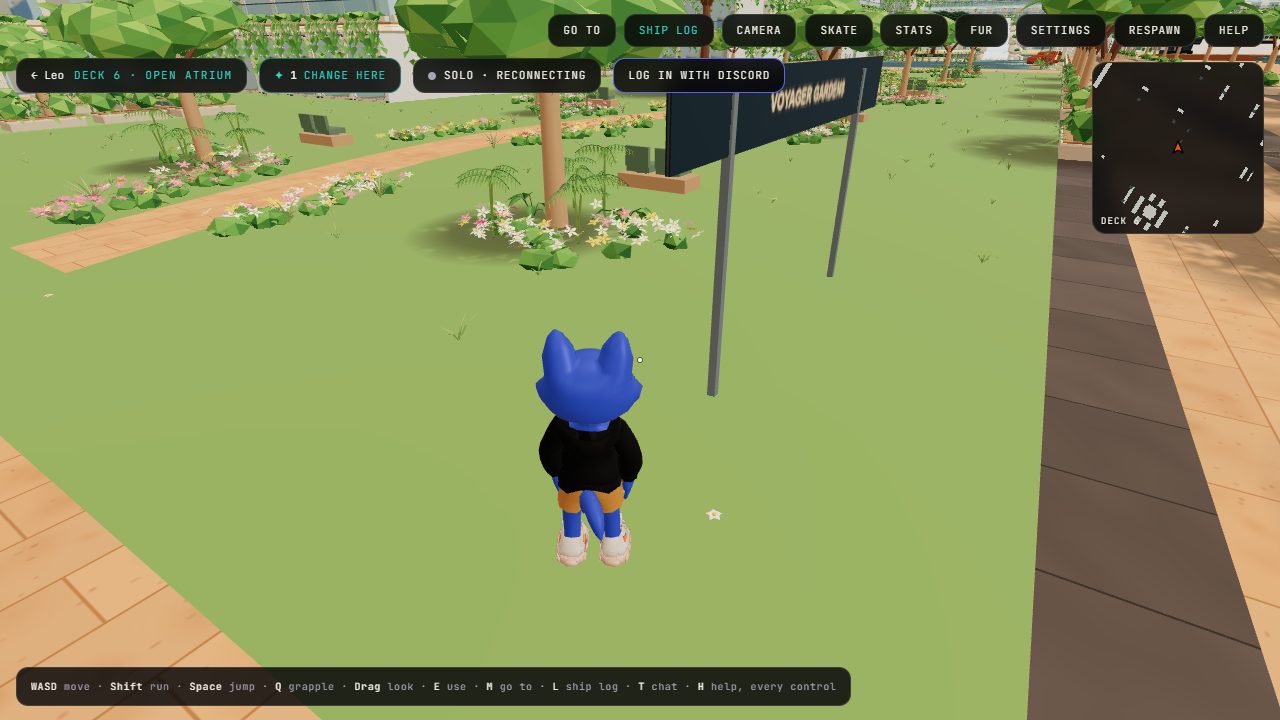 GO TO
SHIP LOG
CAMERA
SKATE
STATS
FUR
SETTINGS
RESPAWN
HELP
← Leo DECK 6 · OPEN ATRIUM
✦ 1 CHANGE HERE
SOLO · RECONNECTING
LOG IN WITH DISCORD
VOYAGER GARDENS
DECK
WASD move · Shift run · Space jump · Q grapple · Drag look · E use · M go to · L ship log · T chat · H help, every control